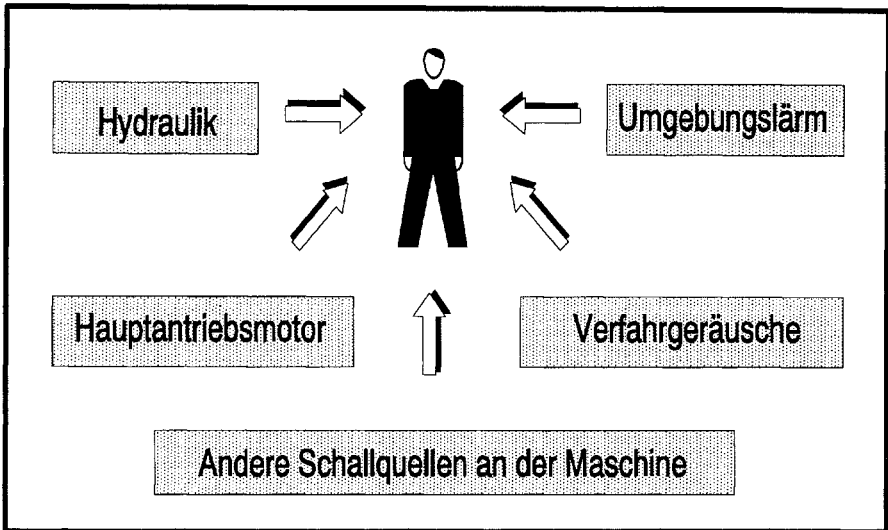 Hydraulik
Umgebungslärm
Hauptantriebsmotor
Verfahrgeräusche
Andere Schallquellen an der Maschine